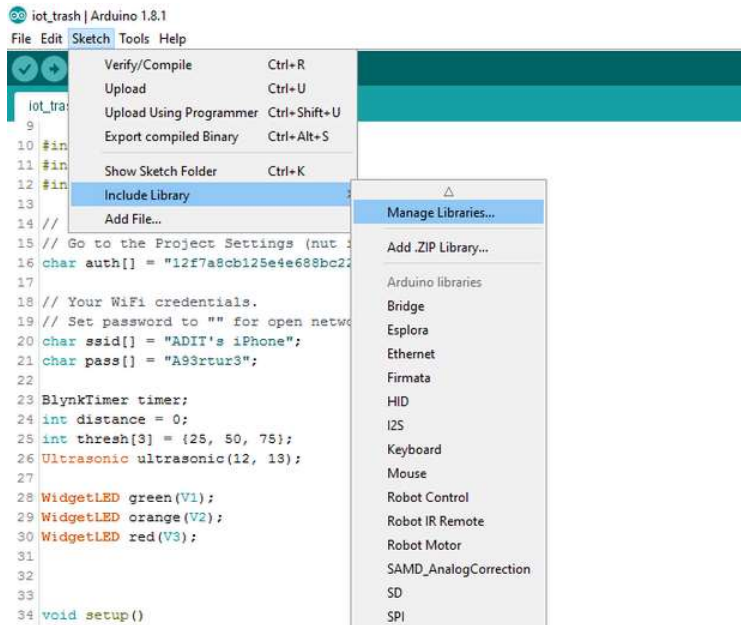 iot_trash | Arduino 1.8.1
File Edit Sketch Tools Help
Verify/Compile Ctrl+R
Upload Ctrl+U
Upload Using Programmer Ctrl+Shift+U
Export compiled Binary Ctrl+Alt+S
Show Sketch Folder Ctrl+K
Include Library
Add File...
Manage Libraries...
Add .ZIP Library...
Arduino libraries
Bridge
Esplora
Ethernet
Firmata
HID
I2S
Keyboard
Mouse
Robot Control
Robot IR Remote
Robot Motor
SAMD_AnalogCorrection
SD
SPI
iot_tra
9
10 #in
11 #in
12 #in
13
14 //
15 // Go to the Project Settings (nut i
16 char auth[] = "12f7a8cb125e4e688bc22
17
18 // Your WiFi credentials.
19 // Set password to "" for open netwo
20 char ssid[] = "ADIT's iPhone";
21 char pass[] = "A93rtur3";
22
23 BlynkTimer timer;
24 int distance = 0;
25 int thresh[3] = {25, 50, 75};
26 Ultrasonic ultrasonic(12, 13);
27
28 WidgetLED green(V1);
29 WidgetLED orange(V2);
30 WidgetLED red(V3);
31
32
33
34 void setup()